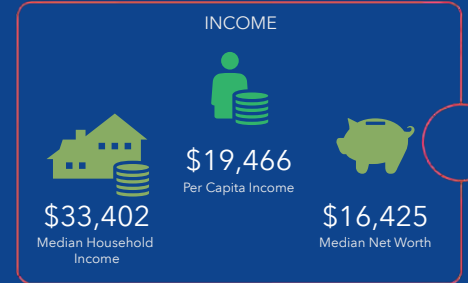 INCOME
$19,466
Per Capita Income
$33,402
Median Household
Income
$16,425
Median Net Worth